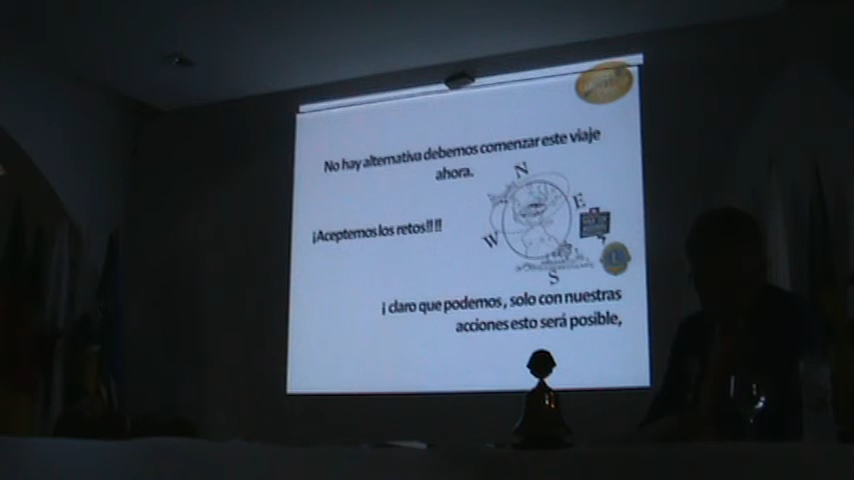 No hay alternativa debemos comenzar este viaje
ahora.
N
E
¡Aceptemos los retos!!!!
W
L
S
¡ claro que podemos , solo con nuestras
acciones esto será posible,